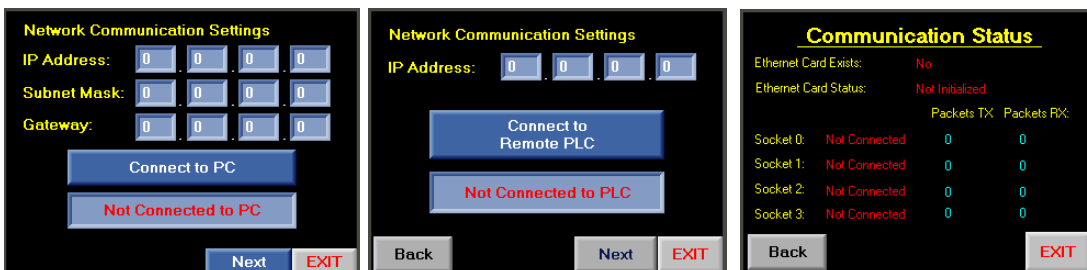 Network Communication Settings
IP Address: 0 . 0 . 0 . 0
Subnet Mask: 0 . 0 . 0 . 0
Gateway: 0 . 0 . 0 . 0
Connect to PC
Not Connected to PC
Next EXIT
Network Communication Settings
IP Address: 0 . 0 . 0 . 0
Connect to
Remote PLC
Not Connected to PLC
Back Next EXIT
Communication Status
Ethernet Card Exists: No
Ethernet Card Status: Not Initialized
Packets TX Packets RX:
Socket 0: Not Connected 0 0
Socket 1: Not Connected 0 0
Socket 2: Not Connected 0 0
Socket 3: Not Connected 0 0
Back EXIT